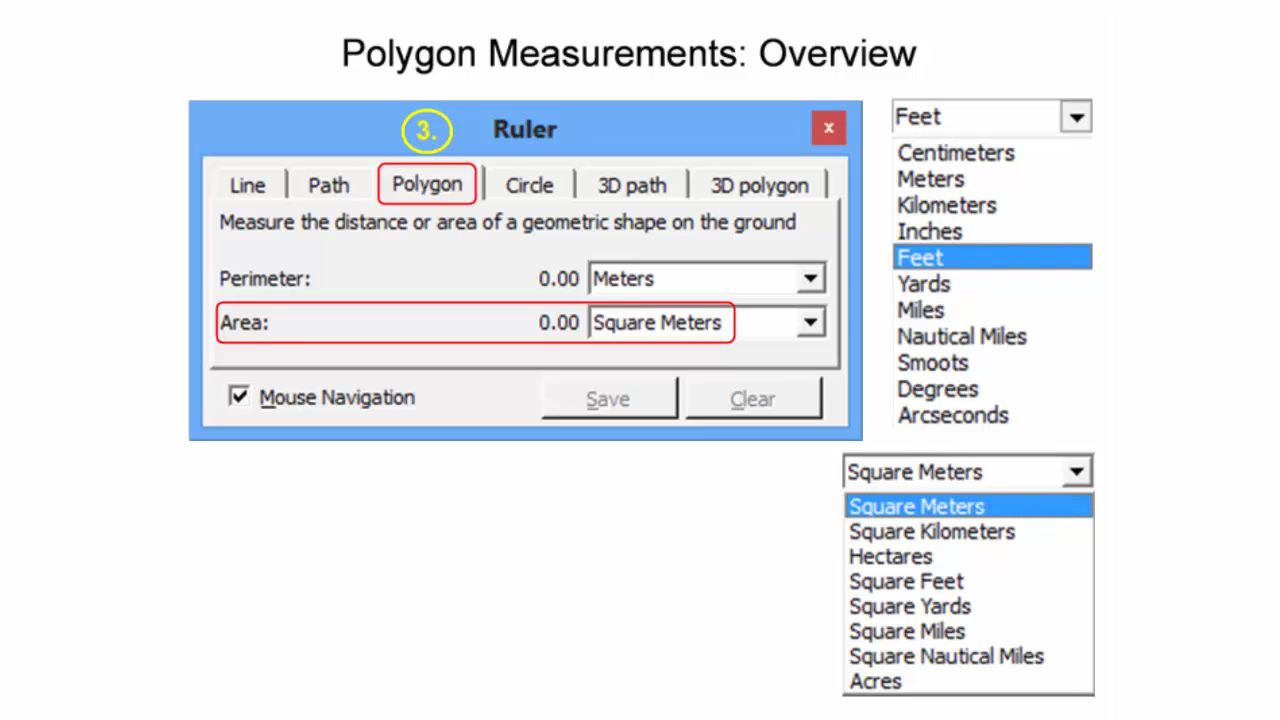 Polygon Measurements: Overview
3. Ruler x
Line Path Polygon Circle 3D path 3D polygon
Measure the distance or area of a geometric shape on the ground
Perimeter: 0.00 Meters
Area: 0.00 Square Meters
Mouse Navigation Save Clear
Feet
Centimeters
Meters
Kilometers
Inches
Feet
Yards
Miles
Nautical Miles
Smoots
Degrees
Arcseconds
Square Meters
Square Meters
Square Kilometers
Hectares
Square Feet
Square Yards
Square Miles
Square Nautical Miles
Acres